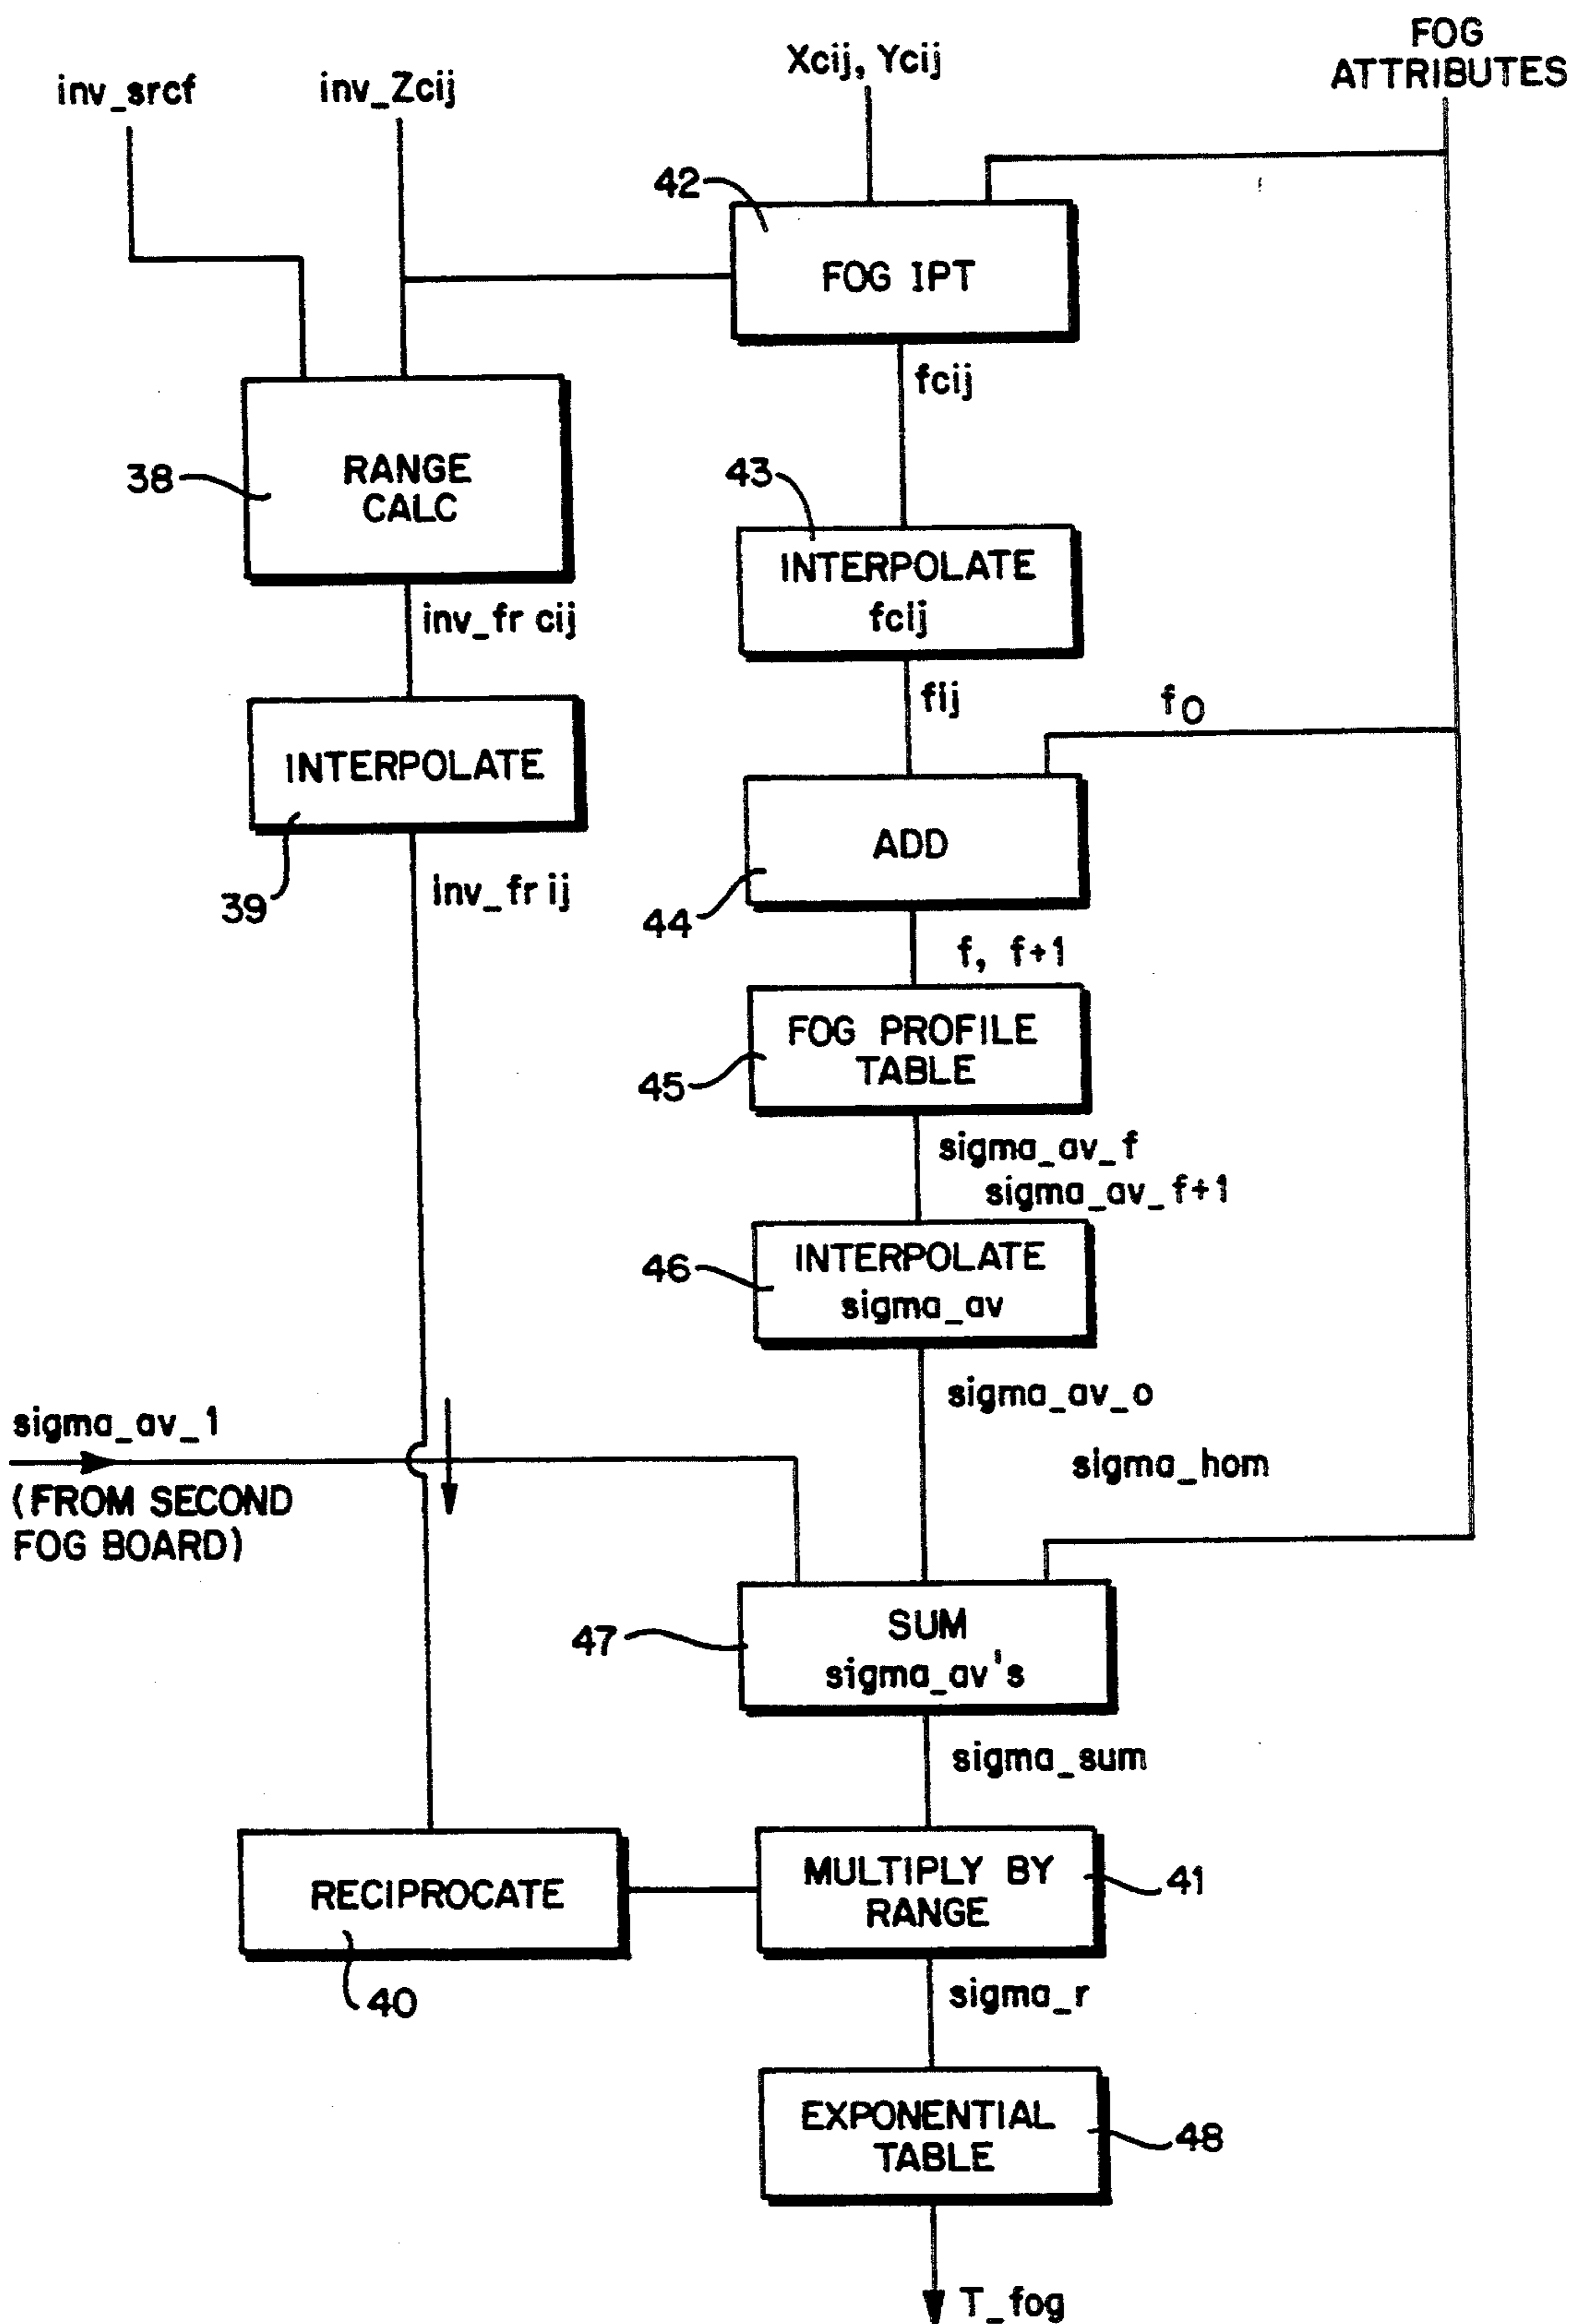 FOG
ATTRIBUTES
Xcij, Ycij
inv_srcf
inv_Zcij
42
FOG IPT
fcij
38
RANGE
CALC
43
INTERPOLATE
fcij
inv_fr cij
fij
f0
INTERPOLATE
39
inv_fr ij
ADD
44
f, f+1
FOG PROFILE
TABLE
45
sigma_av_f
sigma_av_f+1
46
INTERPOLATE
sigma_av
sigma_av_o
sigma_av_1
(FROM SECOND
FOG BOARD)
sigma_hom
47
SUM
sigma_av's
sigma_sum
RECIPROCATE
40
MULTIPLY BY
RANGE
41
sigma_r
EXPONENTIAL
TABLE
48
T_fog